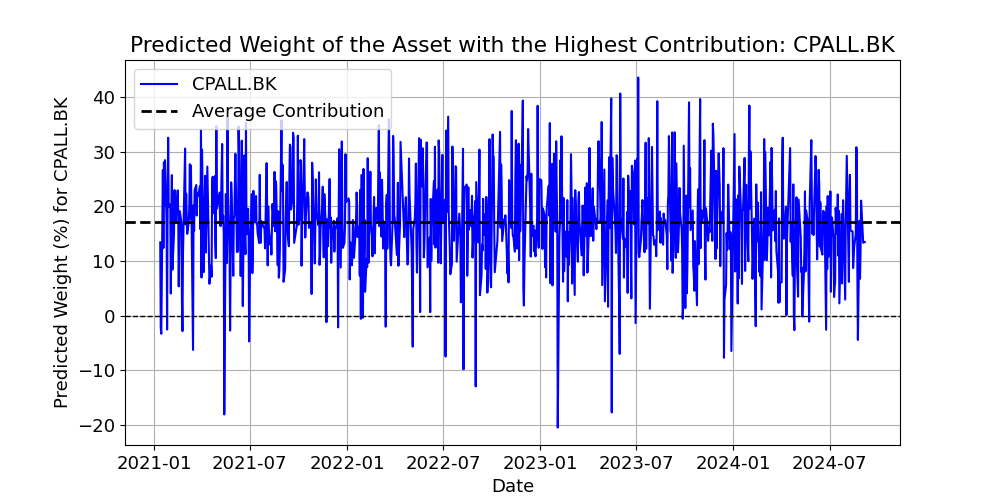 Predicted Weight of the Asset with the Highest Contribution: CPALL.BK
CPALL.BK
Average Contribution
Predicted Weight (%) for CPALL.BK
40
30
20
10
0
−10
−20
2021-01 2021-07 2022-01 2022-07 2023-01 2023-07 2024-01 2024-07
Date